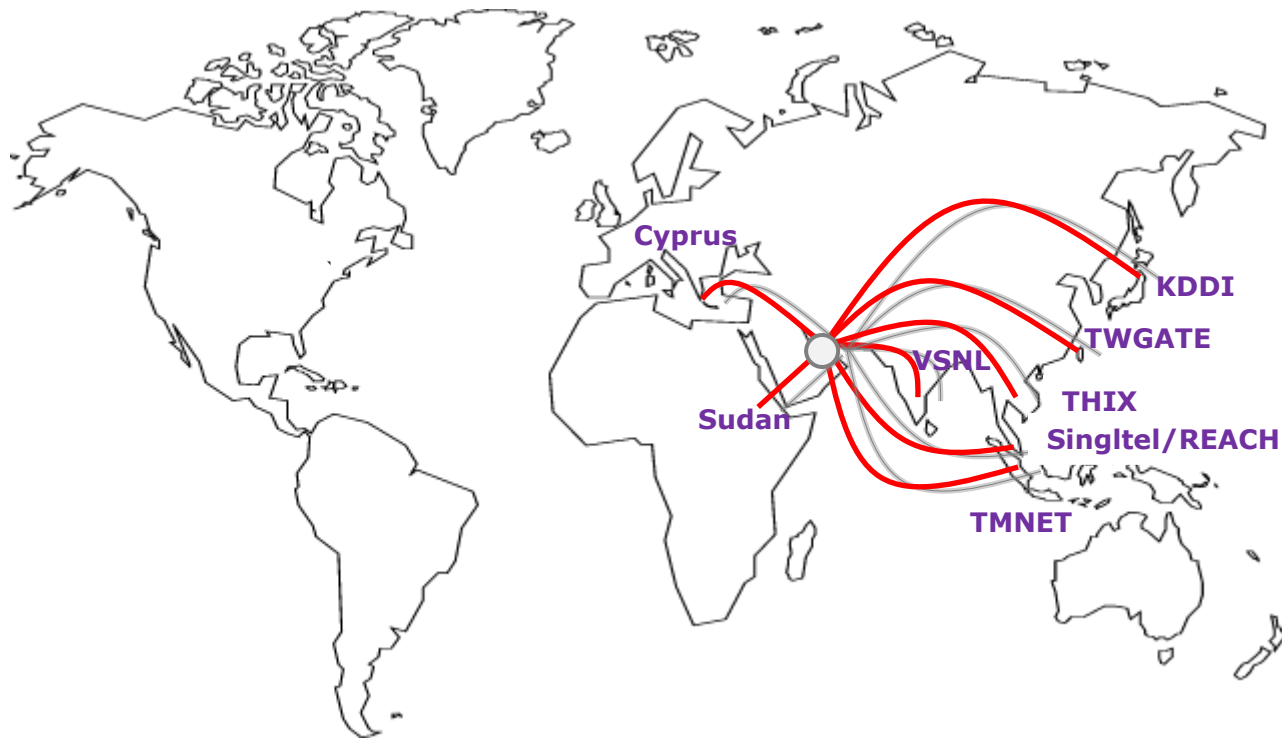 Cyprus
KDDI
TWGATE
VSNL
THIX
Sudan
Singltel/REACH
TMNET